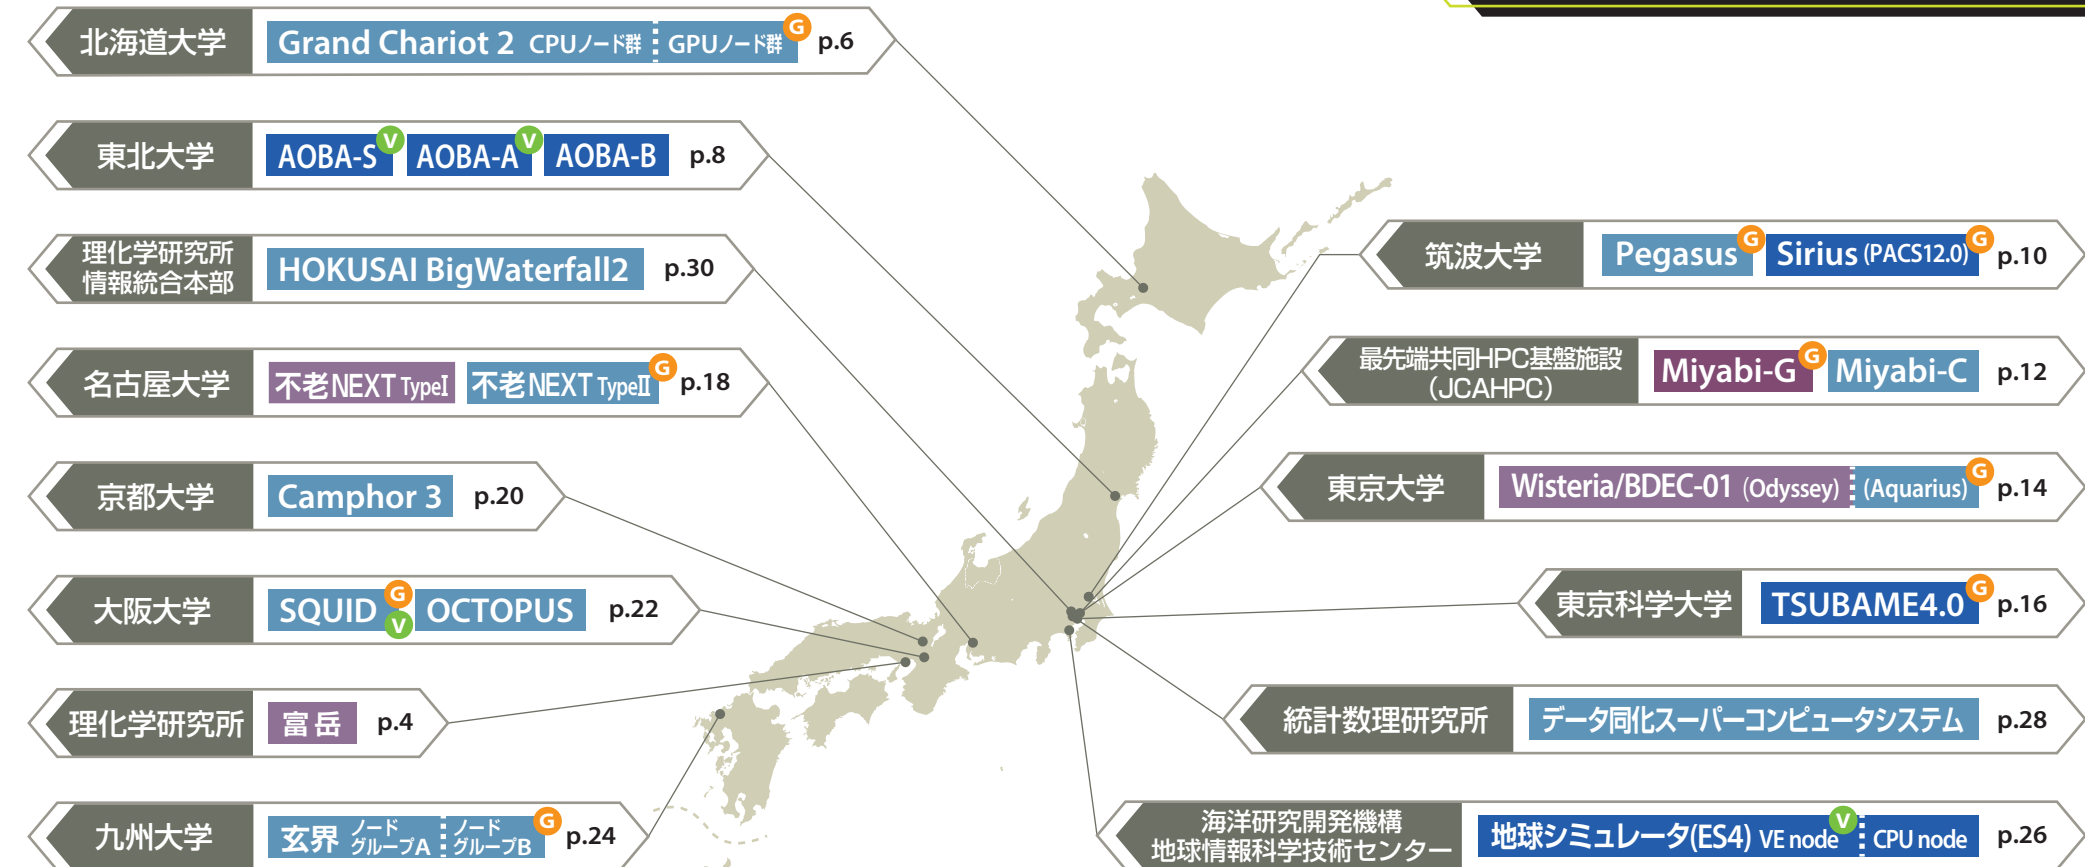 北海道大学 Grand Chariot 2 CPUノード群 GPUノード群 G p.6
東北大学 AOBA-S V AOBA-A V AOBA-B p.8
理化学研究所
情報統合本部 HOKUSAI BigWaterfall2 p.30
名古屋大学 不老NEXT TypeI 不老NEXT TypeII G p.18
京都大学 Camphor 3 p.20
大阪大学 SQUID G V OCTOPUS p.22
理化学研究所 富岳 p.4
九州大学 玄界 ノードグループA ノードグループB G p.24
筑波大学 Pegasus G Sirius (PACS12.0) G p.10
最先端共同HPC基盤施設
(JCAHPC) Miyabi-G G Miyabi-C p.12
東京大学 Wisteria/BDEC-01 (Odyssey) (Aquarius) G p.14
東京科学大学 TSUBAME4.0 G p.16
統計数理研究所 データ同化スーパーコンピュータシステム p.28
海洋研究開発機構
地球情報科学技術センター 地球シミュレータ(ES4) VE node V CPU node p.26